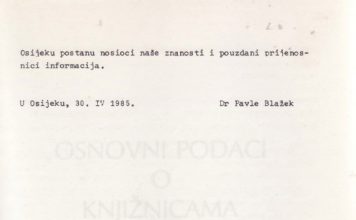 Osijeku postanu nosioci naše znanosti i pouzdani prijenos-
nici informacija.
U Osijeku, 30. IV 1985. Dr Pavle Blažek
OSNOVNI PODACI
O
KNJIŽNICAMA